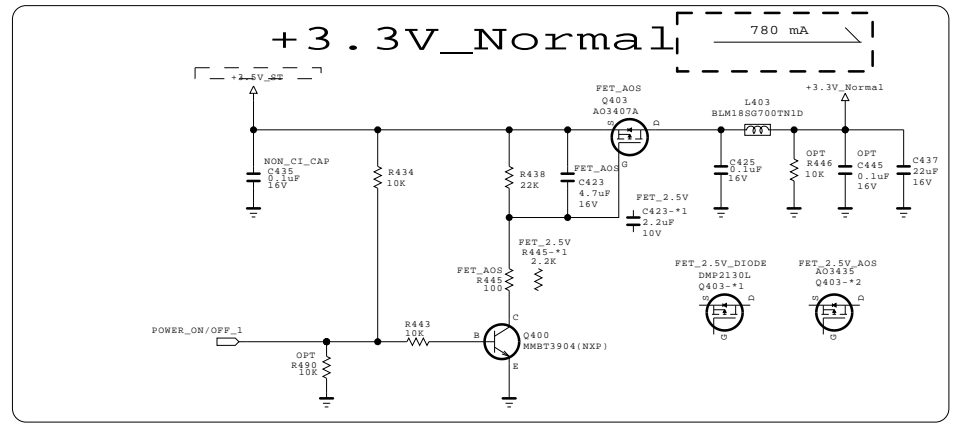 +3.3V_Normal
780 mA
+3.5V_ST
NON_CI_CAP
C435
0.1uF
16V
R434
10K
R438
22K
FET_AOS
C423
4.7uF
16V
FET_AOS
Q403
AO3407A
S
D
G
FET_2.5V
C423-*1
2.2uF
10V
L403
BLM18SG700TN1D
+3.3V_Normal
C425
0.1uF
16V
OPT
R446
10K
OPT
C445
0.1uF
16V
C437
22uF
16V
FET_2.5V
R445-*1
2.2K
FET_AOS
R445
100
FET_2.5V_DIODE
DMP2130L
Q403-*1
S
D
G
FET_2.5V_AOS
AO3435
Q403-*2
S
D
G
POWER_ON/OFF_1
OPT
R490
10K
R443
10K
B
C
Q400
MMBT3904(NXP)
E